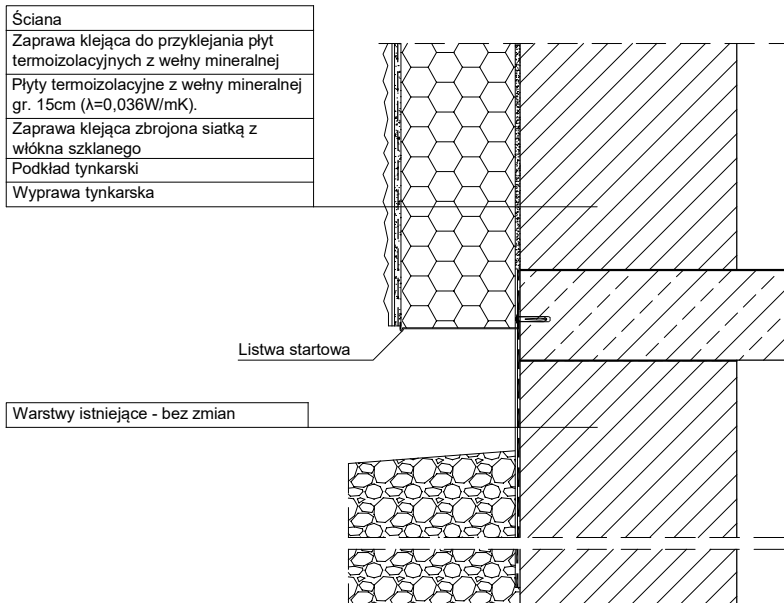 Ściana
Zaprawa klejąca do przyklejania płyt
termoizolacyjnych z wełny mineralnej
Płyty termoizolacyjne z wełny mineralnej
gr. 15cm (λ=0,036W/mK).
Zaprawa klejąca zbrojona siatką z
włókna szklanego
Podkład tynkarski
Wyprawa tynkarska
Listwa startowa
Warstwy istniejące - bez zmian